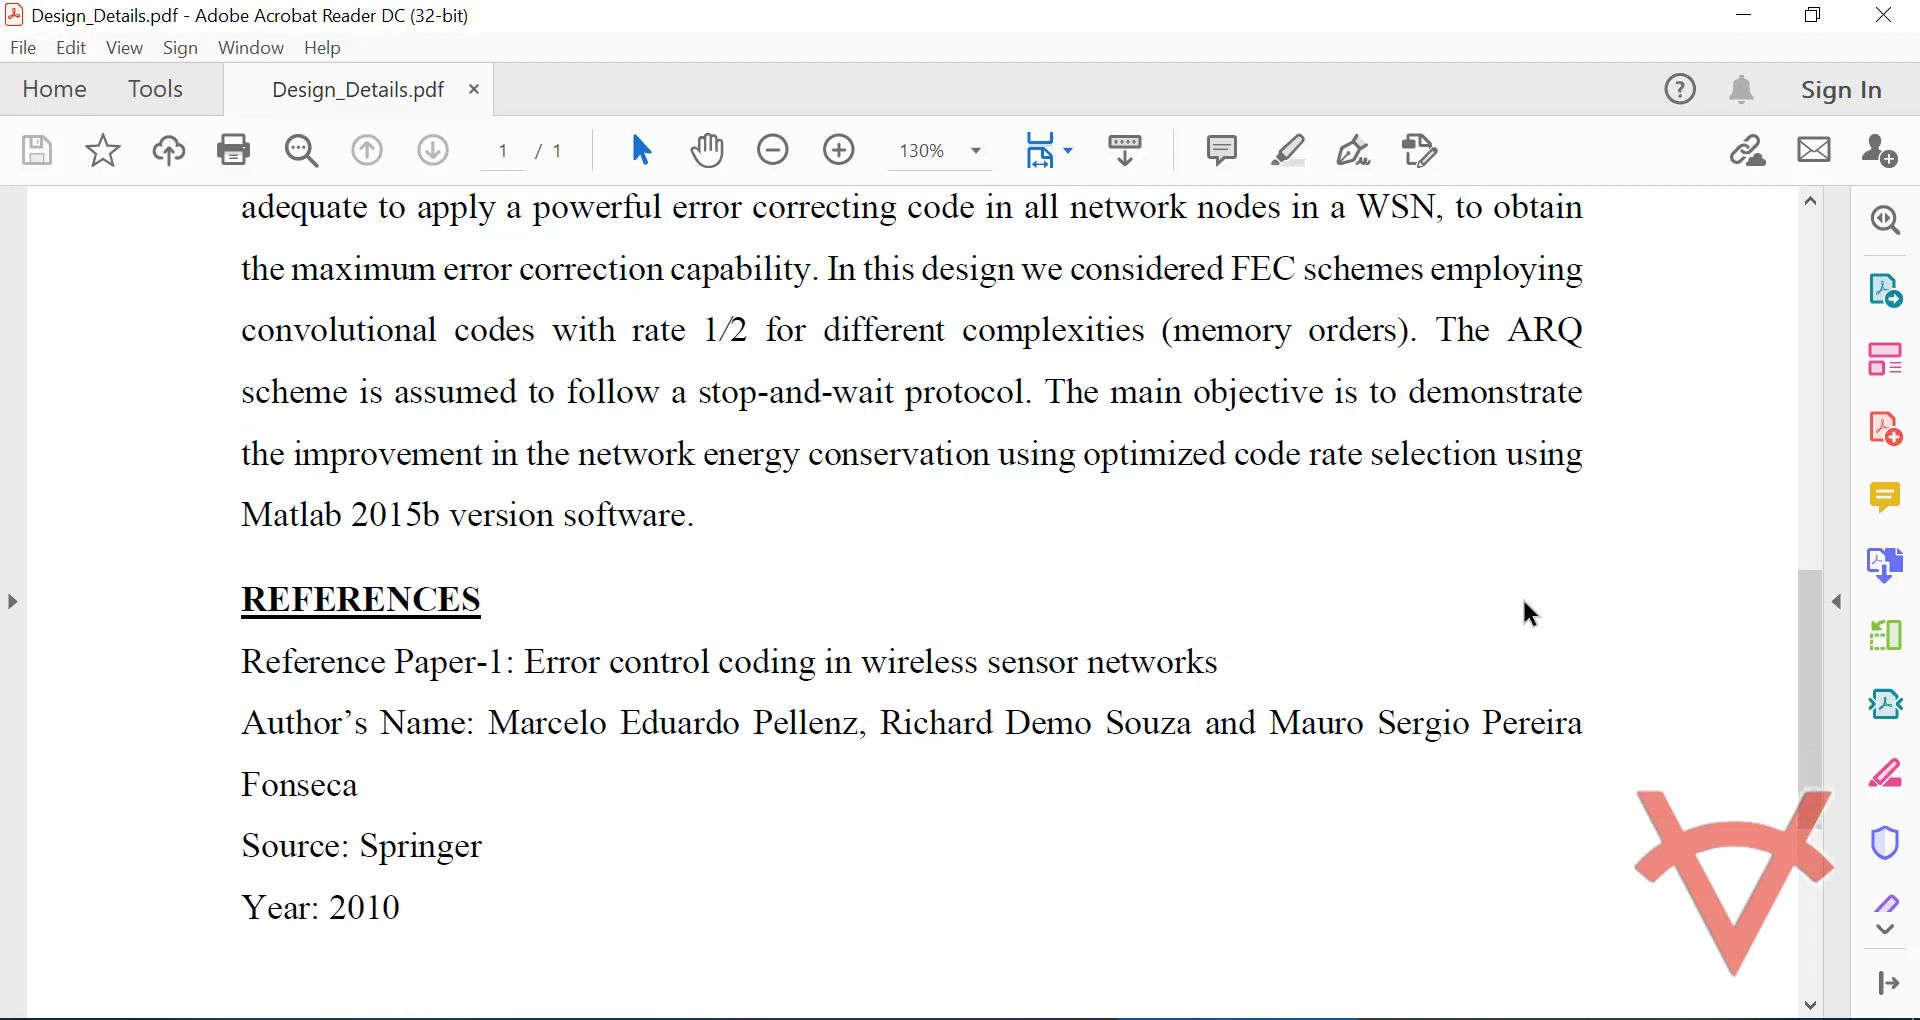 Design_Details.pdf - Adobe Acrobat Reader DC (32-bit)
File Edit View Sign Window Help
Home Tools Design_Details.pdf × Sign In
1 / 1 130%
adequate to apply a powerful error correcting code in all network nodes in a WSN, to obtain
the maximum error correction capability. In this design we considered FEC schemes employing
convolutional codes with rate 1/2 for different complexities (memory orders). The ARQ
scheme is assumed to follow a stop-and-wait protocol. The main objective is to demonstrate
the improvement in the network energy conservation using optimized code rate selection using
Matlab 2015b version software.
REFERENCES
Reference Paper-1: Error control coding in wireless sensor networks
Author’s Name: Marcelo Eduardo Pellenz, Richard Demo Souza and Mauro Sergio Pereira
Fonseca
Source: Springer
Year: 2010